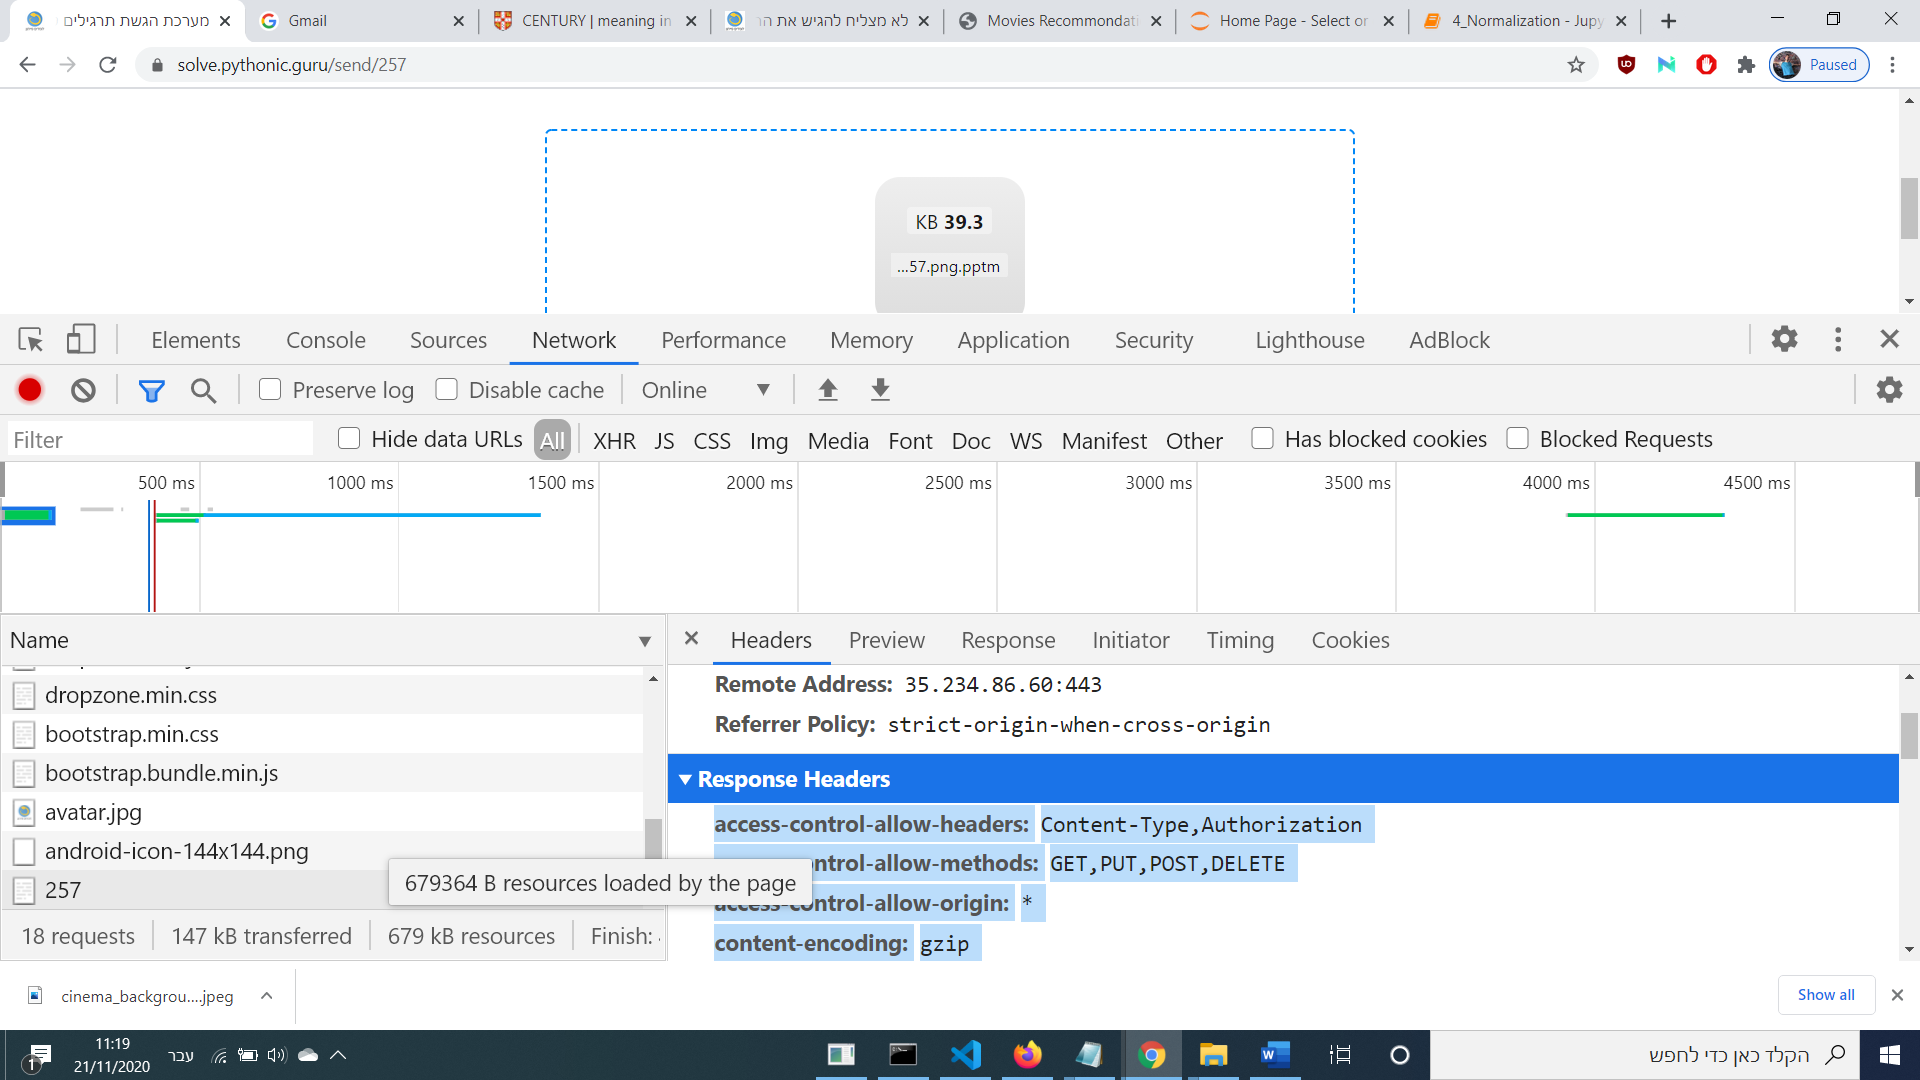 מערכת הגשת תרגילים
Gmail
CENTURY | meaning in
לא מצליח להגיש את הת
Movies Recommondati
Home Page - Select or
4_Normalization - Jupy
solve.pythonic.guru/send/257
Paused
KB 39.3
...57.png.pptm
Elements
Console
Sources
Network
Performance
Memory
Application
Security
Lighthouse
AdBlock
Preserve log
Disable cache
Online
Filter
Hide data URLs
All
XHR
JS
CSS
Img
Media
Font
Doc
WS
Manifest
Other
Has blocked cookies
Blocked Requests
500 ms
1000 ms
1500 ms
2000 ms
2500 ms
3000 ms
3500 ms
4000 ms
4500 ms
Name
dropzone.min.css
bootstrap.min.css
bootstrap.bundle.min.js
avatar.jpg
android-icon-144x144.png
257
679364 B resources loaded by the page
18 requests
147 kB transferred
679 kB resources
Finish:
Headers
Preview
Response
Initiator
Timing
Cookies
Remote Address: 35.234.86.60:443
Referrer Policy: strict-origin-when-cross-origin
Response Headers
access-control-allow-headers: Content-Type,Authorization
ontrol-allow-methods: GET,PUT,POST,DELETE
access-control-allow-origin: *
content-encoding: gzip
cinema_backgrou....jpeg
Show all
1
11:19
21/11/2020
עבר
הקלד כאן כדי לחפש